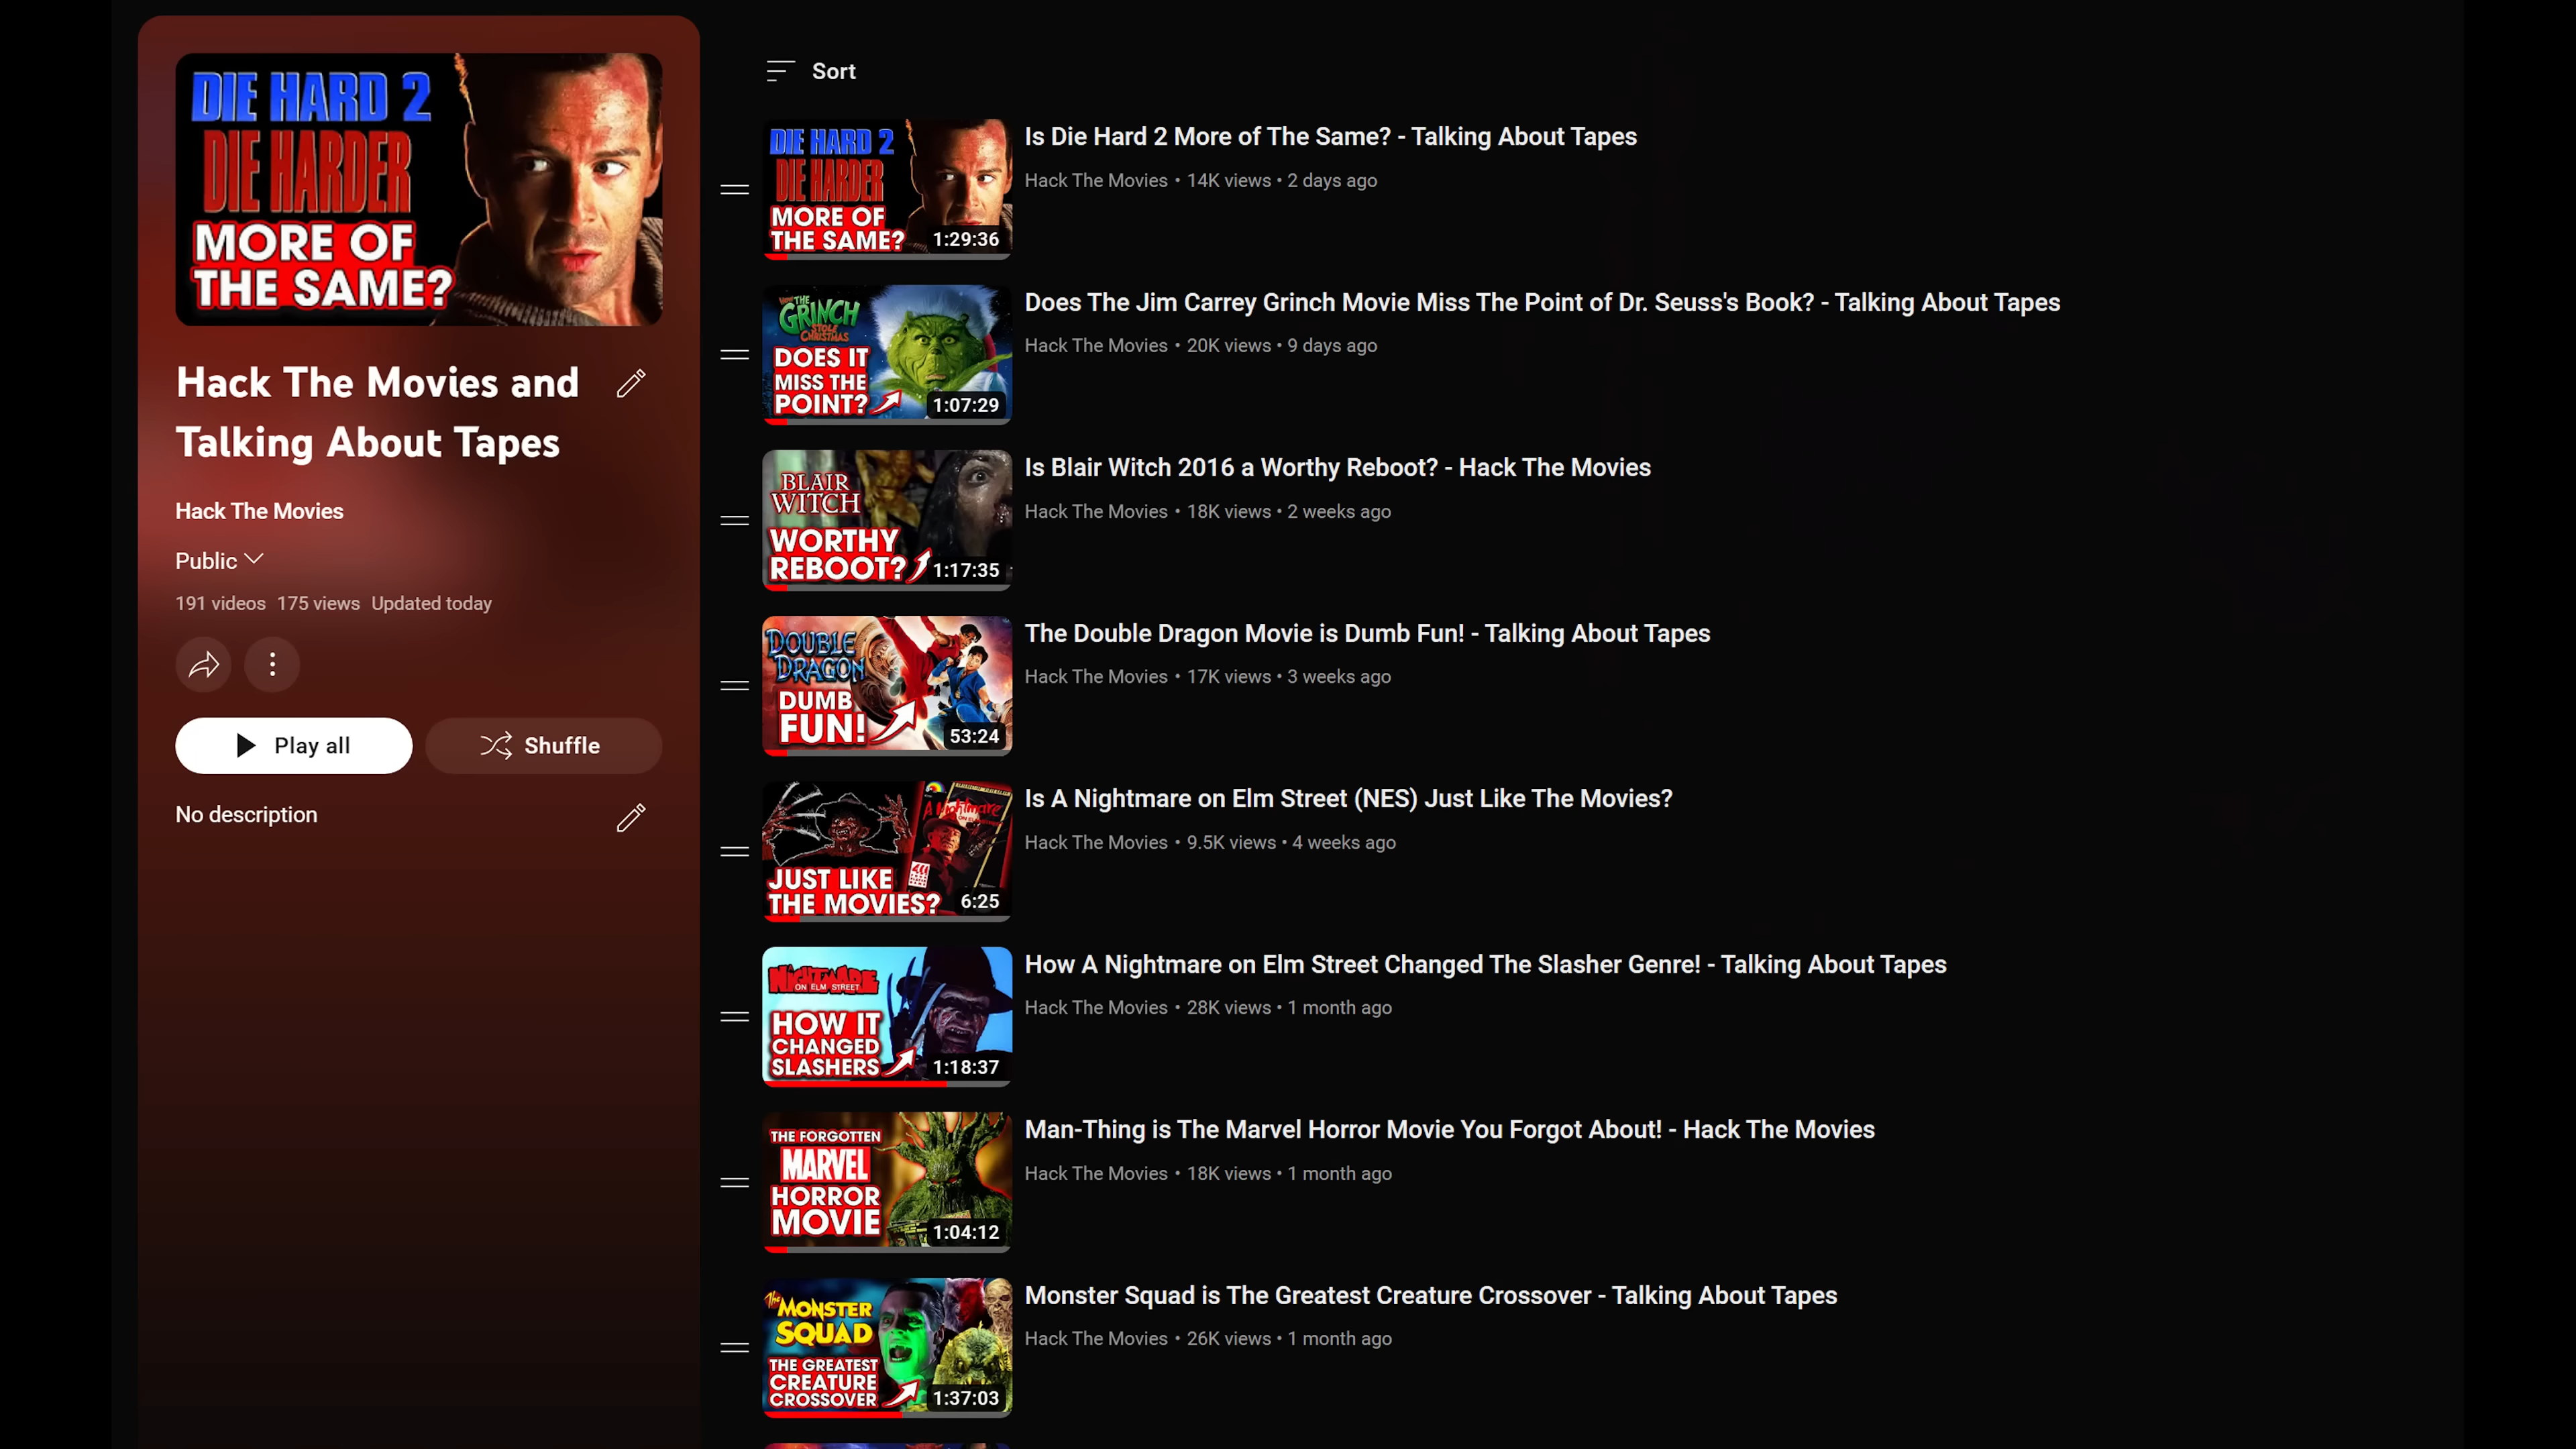 DIE HARD 2
DIE HARDER
MORE OF
THE SAME?
Hack The Movies and
Talking About Tapes
Hack The Movies
Public
191 videos 175 views Updated today
Play all
Shuffle
No description
Sort
DIE HARD 2
DIE HARDER
MORE OF
THE SAME?
1:29:36
Is Die Hard 2 More of The Same? - Talking About Tapes
Hack The Movies • 14K views • 2 days ago
THE
GRINCH
STOLE
CHRISTMAS
DOES IT
MISS THE
POINT?
1:07:29
Does The Jim Carrey Grinch Movie Miss The Point of Dr. Seuss's Book? - Talking About Tapes
Hack The Movies • 20K views • 9 days ago
BLAIR
WITCH
WORTHY
REBOOT?
1:17:35
Is Blair Witch 2016 a Worthy Reboot? - Hack The Movies
Hack The Movies • 18K views • 2 weeks ago
DOUBLE
DRAGON
DUMB
FUN!
53:24
The Double Dragon Movie is Dumb Fun! - Talking About Tapes
Hack The Movies • 17K views • 3 weeks ago
A Nightmare
JUST LIKE
THE MOVIES?
6:25
Is A Nightmare on Elm Street (NES) Just Like The Movies?
Hack The Movies • 9.5K views • 4 weeks ago
NIGHTMARE
ON ELM STREET
HOW IT
CHANGED
SLASHERS
1:18:37
How A Nightmare on Elm Street Changed The Slasher Genre! - Talking About Tapes
Hack The Movies • 28K views • 1 month ago
THE FORGOTTEN
MARVEL
HORROR
MOVIE
1:04:12
Man-Thing is The Marvel Horror Movie You Forgot About! - Hack The Movies
Hack The Movies • 18K views • 1 month ago
The MONSTER
SQUAD
THE GREATEST
CREATURE
CROSSOVER
1:37:03
Monster Squad is The Greatest Creature Crossover - Talking About Tapes
Hack The Movies • 26K views • 1 month ago